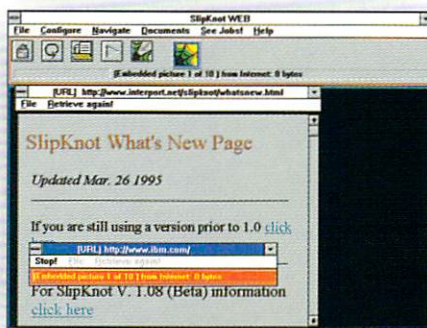 SlipKnot WEB
File Configure Navigate Documents See Jobs! Help
[Embedded picture 1 of 10 ] from Internet: 0 bytes
[URL] http://www.interport.net/slipknot/whatsnew.html
File Retrieve again!
SlipKnot What's New Page
Updated Mar. 26 1995
If you are still using a version prior to 1.0 click
[URL] http://www.ibm.com/
Stop! File Retrieve again!
[Embedded picture 1 of 10 ] from Internet: 0 bytes
For SlipKnot V. 1.08 (Beta) information
click here